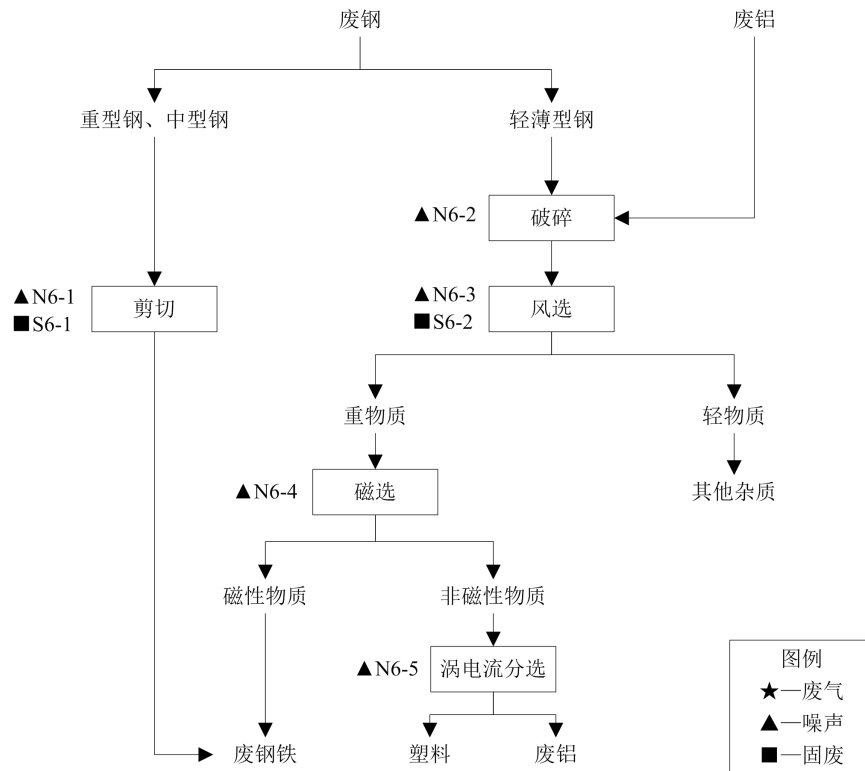 废钢
废铝
重型钢、中型钢
轻薄型钢
▲N6-2
破碎
▲N6-1
■S6-1
剪切
▲N6-3
■S6-2
风选
重物质
轻物质
▲N6-4
磁选
其他杂质
磁性物质
非磁性物质
▲N6-5
涡电流分选
废钢铁
塑料
废铝
图例
★—废气
▲—噪声
■—固废